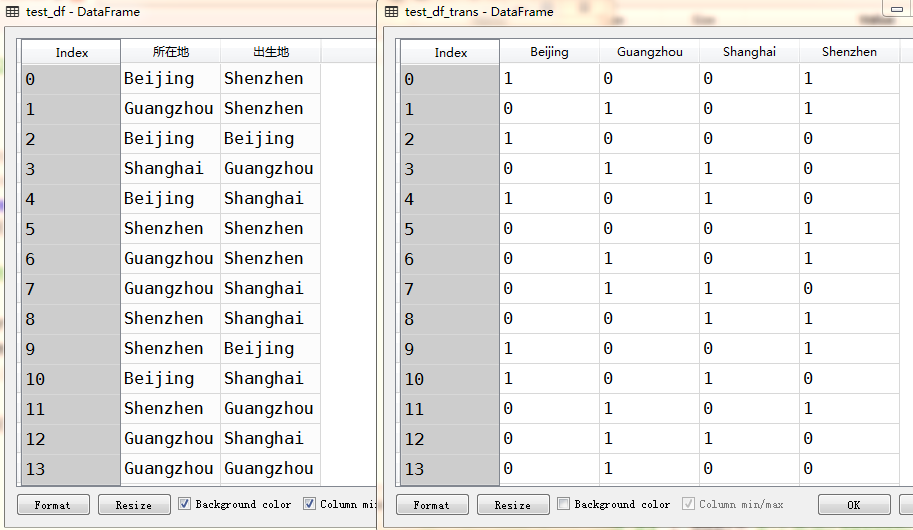 test_df - DataFrame
Index 所在地 出生地
0 Beijing Shenzhen
1 Guangzhou Shenzhen
2 Beijing Beijing
3 Shanghai Guangzhou
4 Beijing Shanghai
5 Shenzhen Shenzhen
6 Guangzhou Shenzhen
7 Guangzhou Shanghai
8 Shenzhen Shanghai
9 Shenzhen Beijing
10 Beijing Shanghai
11 Shenzhen Guangzhou
12 Guangzhou Shanghai
13 Guangzhou Guangzhou
Format Resize Background color Column
test_df_trans - DataFrame
Index Beijing Guangzhou Shanghai Shenzhen
0 1 0 0 1
1 0 1 0 1
2 1 0 0 0
3 0 1 1 0
4 1 0 1 0
5 0 0 0 1
6 0 1 0 1
7 0 1 1 0
8 0 0 1 1
9 1 0 0 1
10 1 0 1 0
11 0 1 0 1
12 0 1 1 0
13 0 1 0 0
Format Resize Background color Column min/max OK